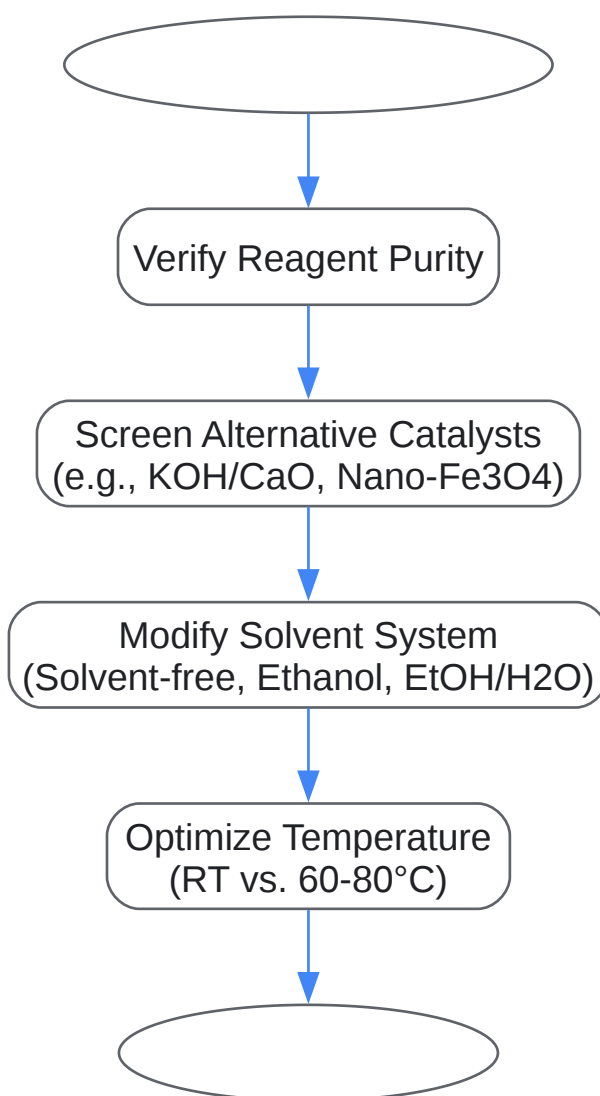 Verify Reagent Purity
Screen Alternative Catalysts
(e.g., KOH/CaO, Nano-Fe3O4)
Modify Solvent System
(Solvent-free, Ethanol, EtOH/H2O)
Optimize Temperature
(RT vs. 60-80°C)